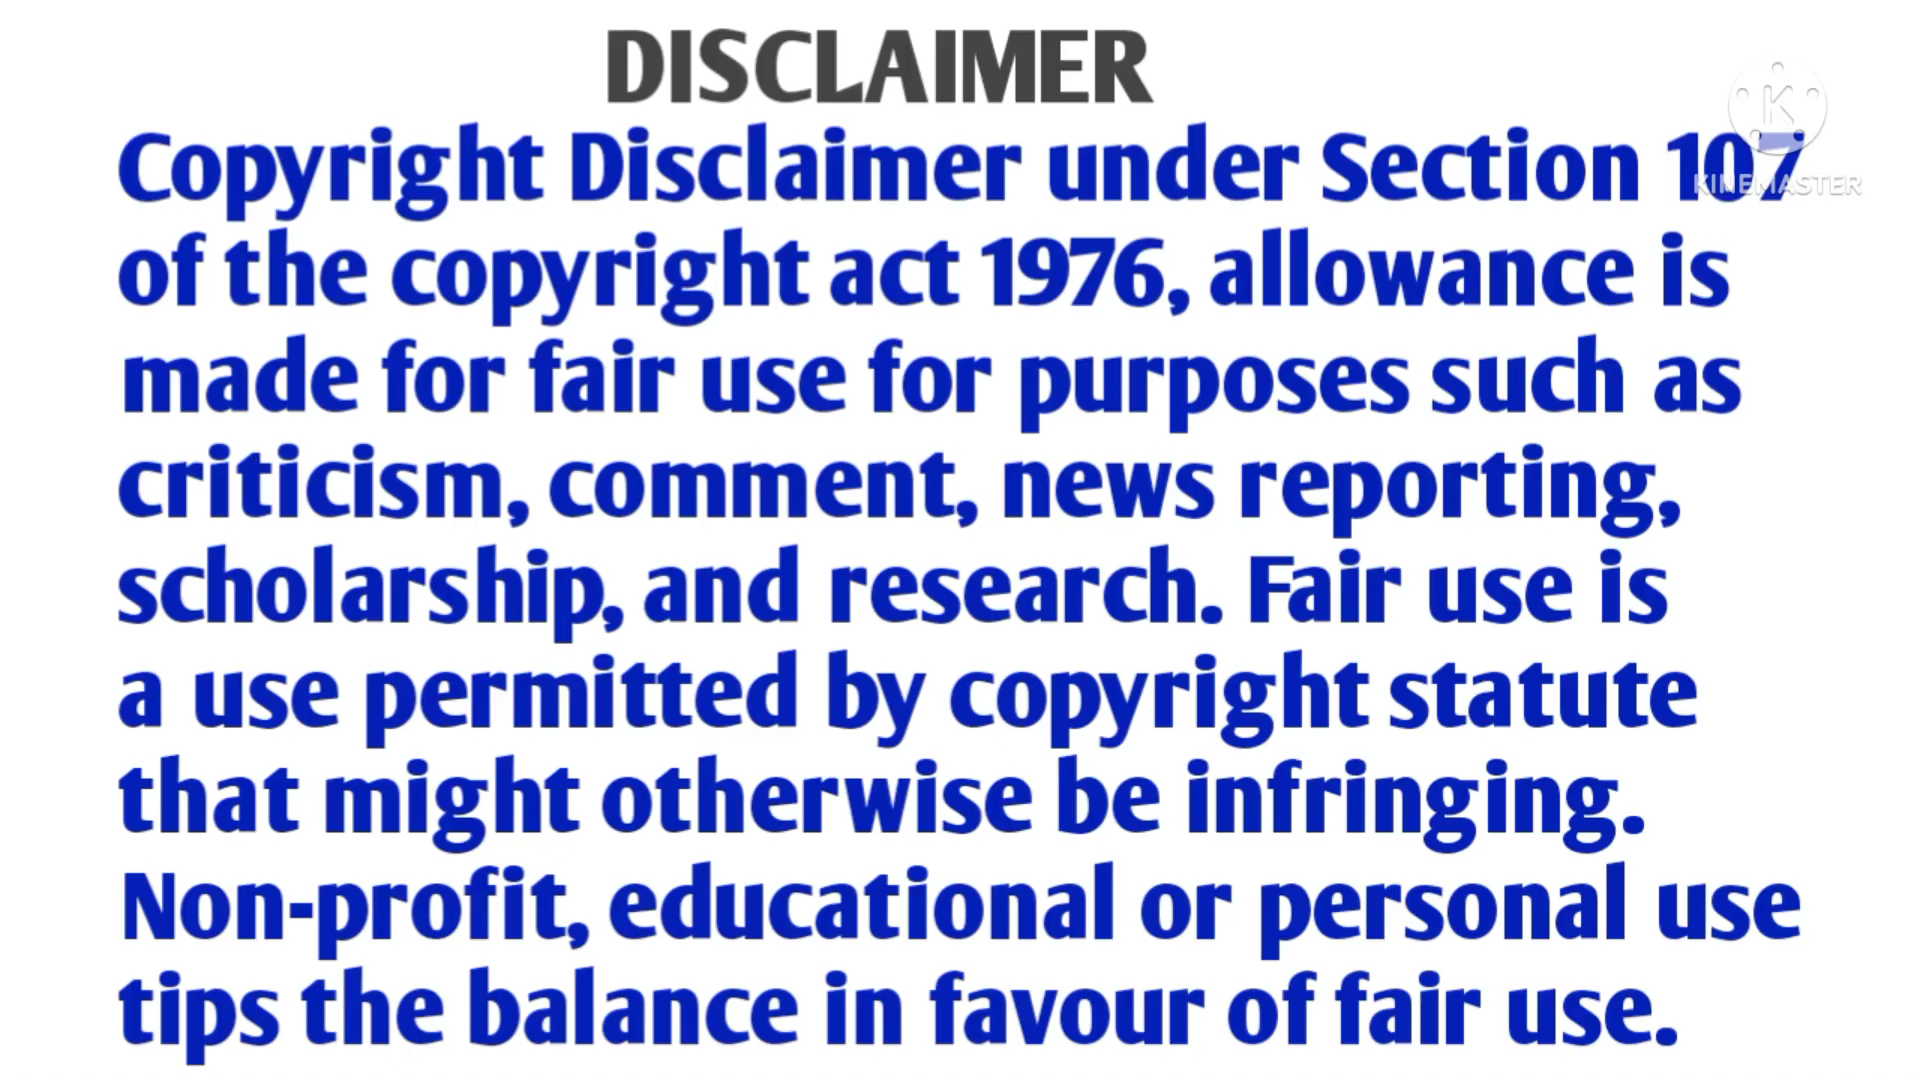 DISCLAIMER
Copyright Disclaimer under Section 107
of the copyright act 1976, allowance is
made for fair use for purposes such as
criticism, comment, news reporting,
scholarship, and research. Fair use is
a use permitted by copyright statute
that might otherwise be infringing.
Non-profit, educational or personal use
tips the balance in favour of fair use.
K
KINEMASTER